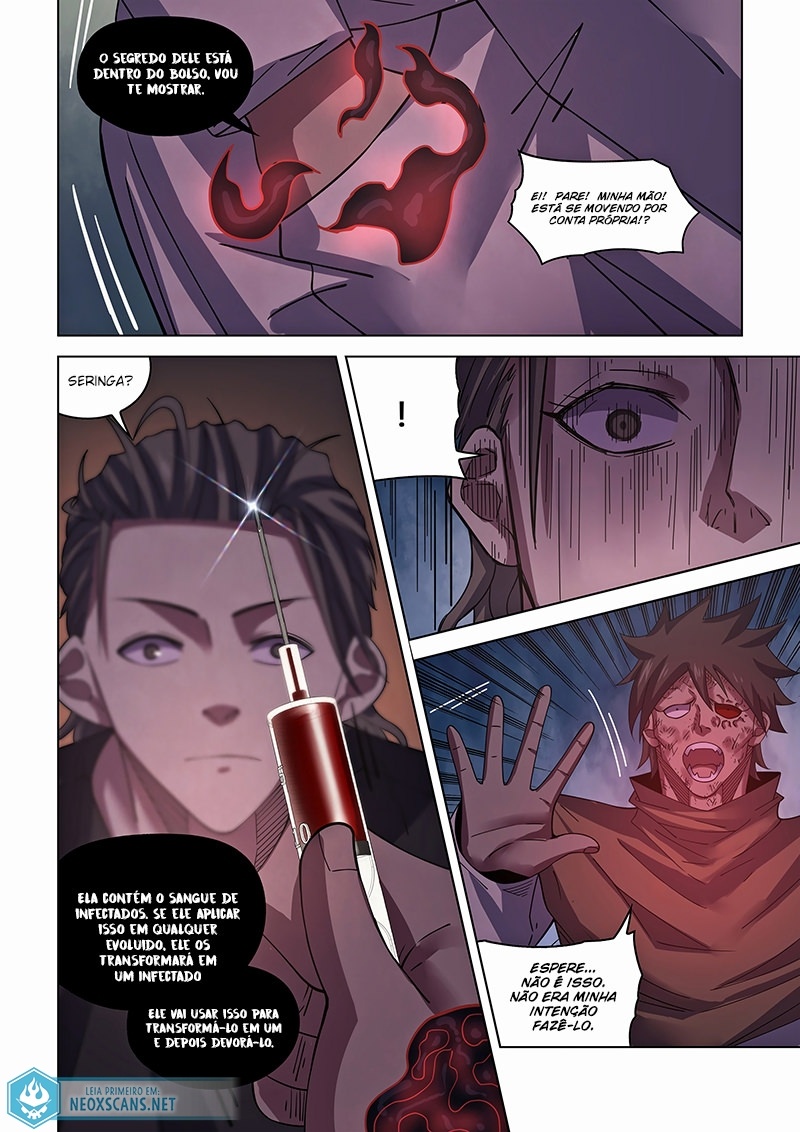 O SEGREDO DELE ESTÁ
DENTRO DO BOLSO, VOU
TE MOSTRAR.
EI! PARE! MINHA MÃO!
ESTÁ SE MOVENDO POR
CONTA PRÓPRIA!?
SERINGA?
!
ELA CONTÉM O SANGUE DE
INFECTADOS. SE ELE APLICAR
ISSO EM QUALQUER
EVOLUIDO, ELE OS
TRANSFORMARÁ EM
UM INFECTADO
ELE VAI USAR ISSO PARA
TRANSFORMÁ-LO EM UM
E DEPOIS DEVORÁ-LO.
ESPERE...
NÃO É ISSO.
NÃO ERA MINHA
INTENÇÃO
FAZÊ-LO.
LEIA PRIMEIRO EM:
NEOXSCANS.NET